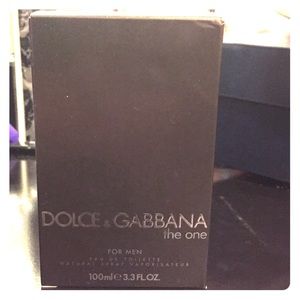 DOLCE & GABBANA
the one
FOR MEN
EAU DE TOILETTE
NATURAL SPRAY VAPORISATEUR
100ml ℮ 3.3 FL.OZ.